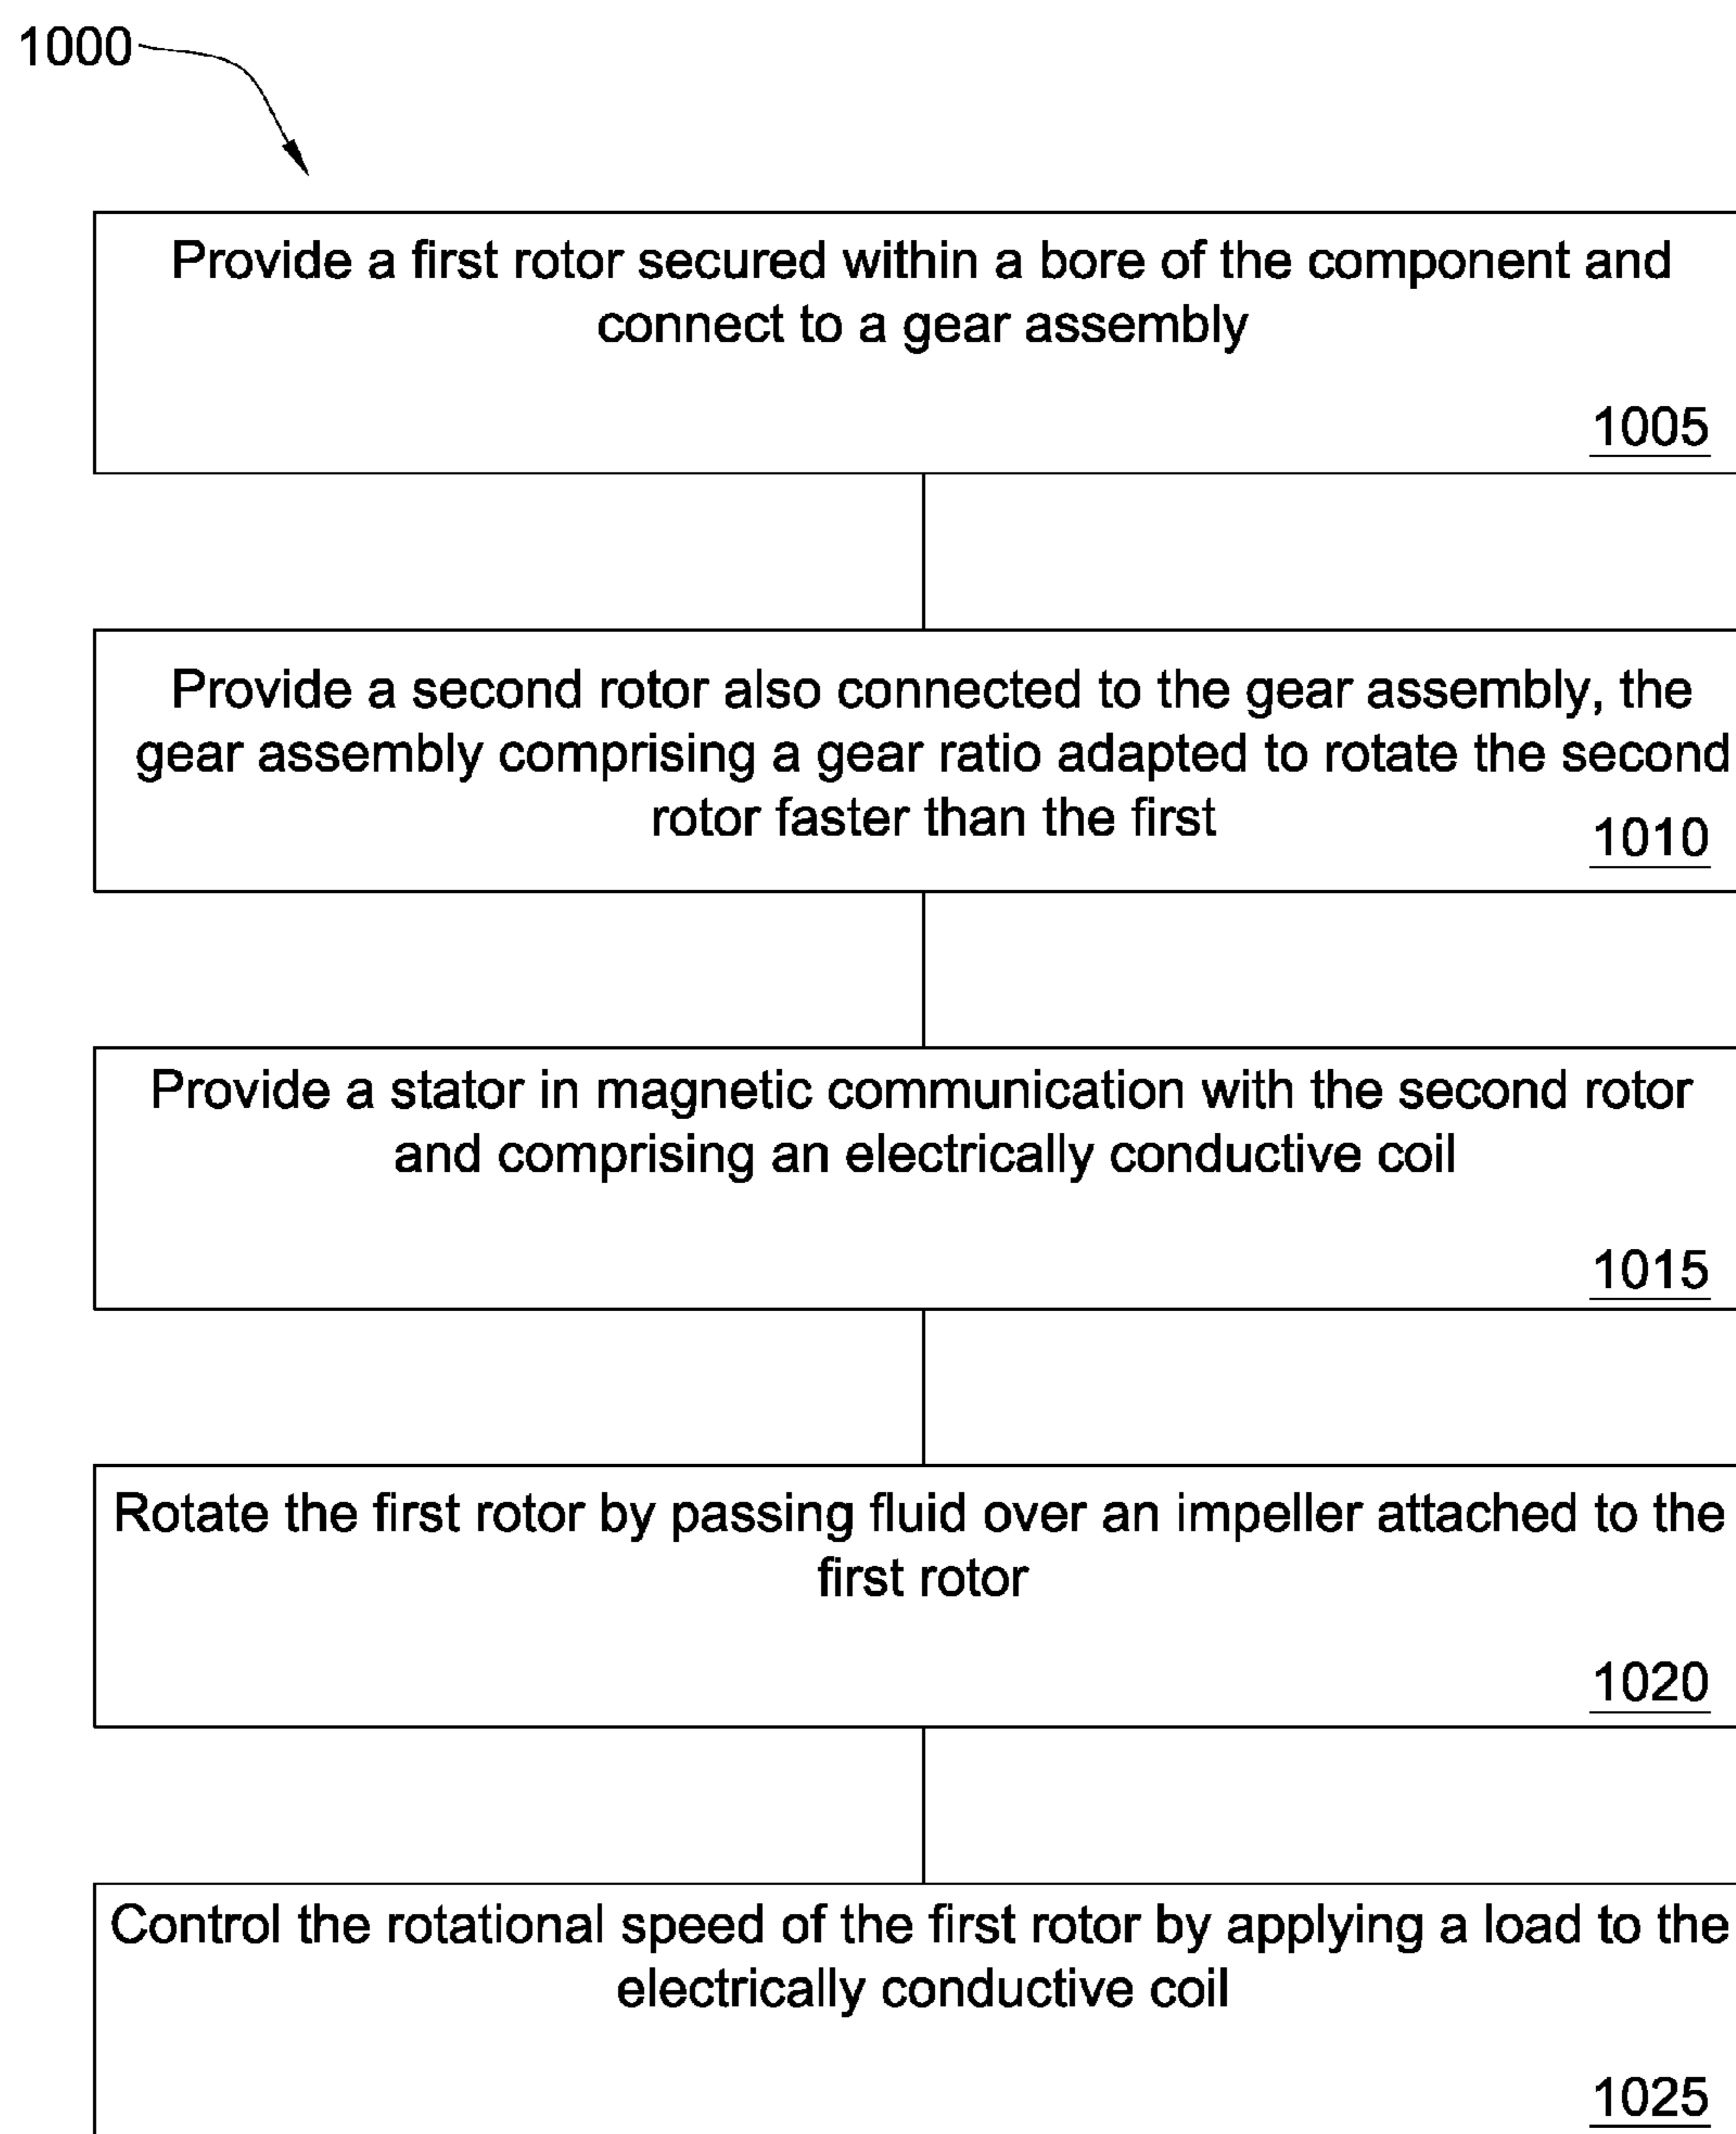 1000
Provide a first rotor secured within a bore of the component and
connect to a gear assembly
1005
Provide a second rotor also connected to the gear assembly, the
gear assembly comprising a gear ratio adapted to rotate the second
rotor faster than the first
1010
Provide a stator in magnetic communication with the second rotor
and comprising an electrically conductive coil
1015
Rotate the first rotor by passing fluid over an impeller attached to the
first rotor
1020
Control the rotational speed of the first rotor by applying a load to the
electrically conductive coil
1025